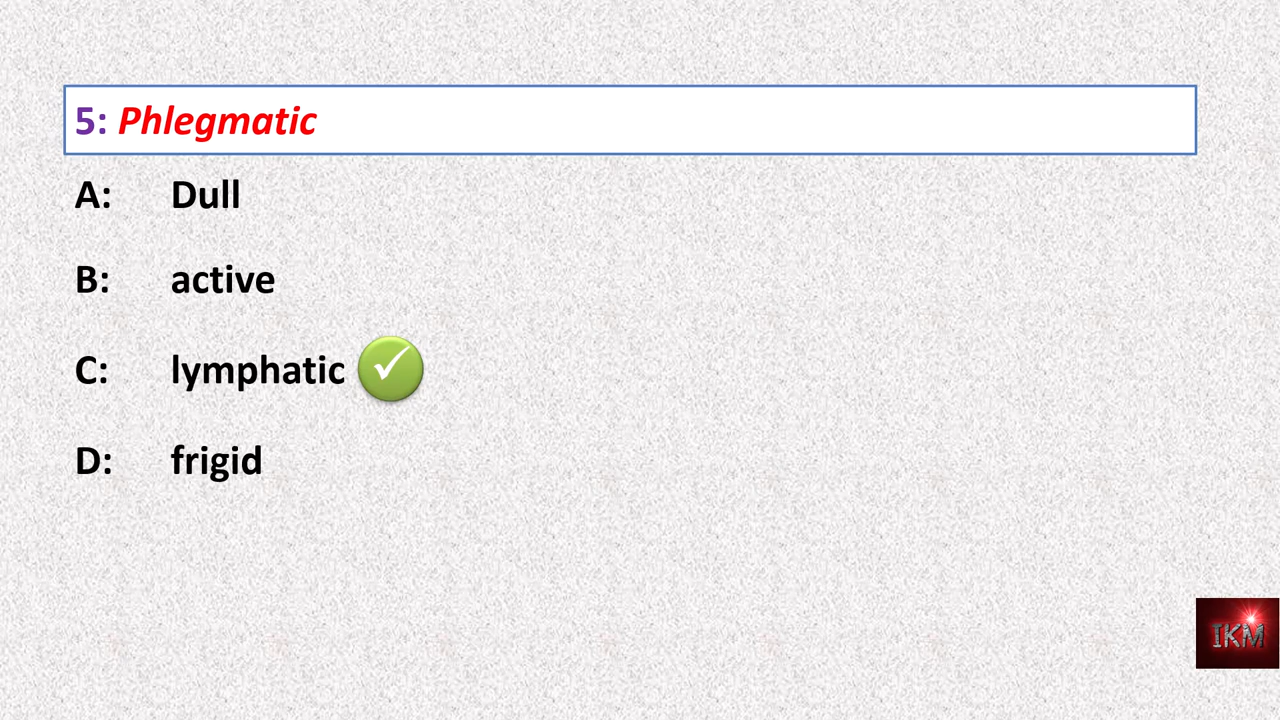 5: Phlegmatic
A: Dull
B: active
C: lymphatic
D: frigid
IKM